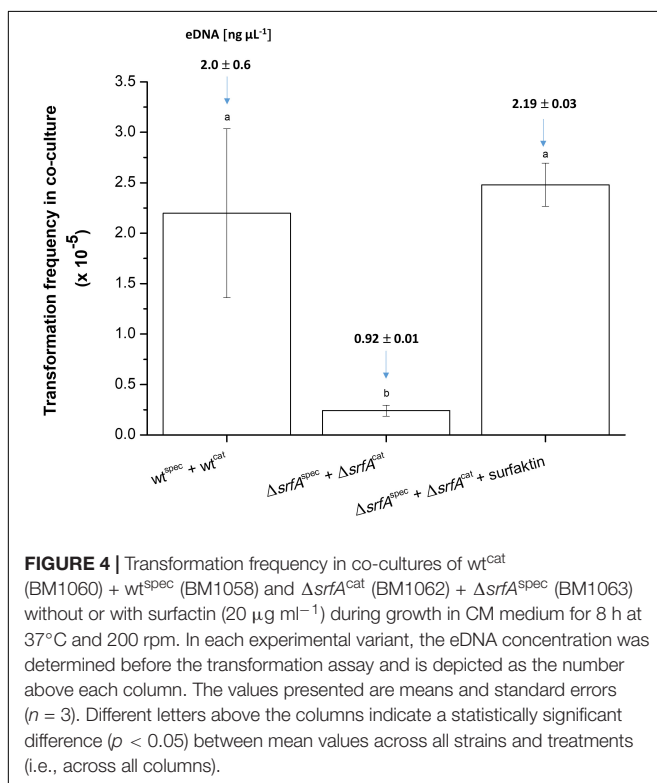 eDNA [ng µL⁻¹]
2.0 ± 0.6
2.19 ± 0.03
0.92 ± 0.01
a
a
b
Transformation frequency in co-culture
(x 10⁻⁵)
3.5
3.0
2.5
2.0
1.5
1.0
0.5
0.0
wt^spec + wt^cat
ΔsrfA^spec + ΔsrfA^cat
ΔsrfA^spec + ΔsrfA^cat + surfaktin
FIGURE 4 | Transformation frequency in co-cultures of wt^cat
(BM1060) + wt^spec (BM1058) and ΔsrfA^cat (BM1062) + ΔsrfA^spec (BM1063)
without or with surfactin (20 µg ml⁻¹) during growth in CM medium for 8 h at
37°C and 200 rpm. In each experimental variant, the eDNA concentration was
determined before the transformation assay and is depicted as the number
above each column. The values presented are means and standard errors
(n = 3). Different letters above the columns indicate a statistically significant
difference (p < 0.05) between mean values across all strains and treatments
(i.e., across all columns).